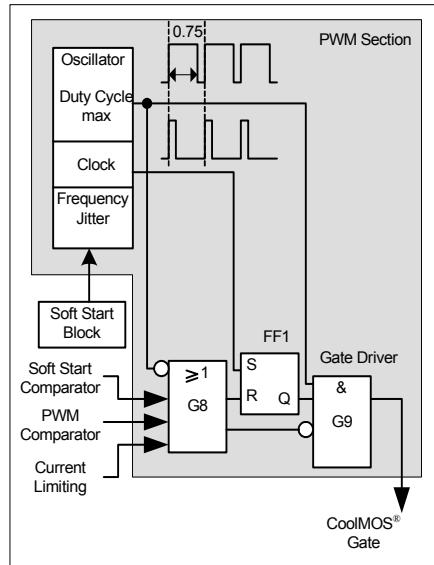 0.75
PWM Section
Oscillator
Duty Cycle
max
Clock
Frequency
Jitter
Soft Start
Block
FF1
Gate Driver
Soft Start
Comparator
PWM
Comparator
Current
Limiting
≥1
G8
S
R
Q
&
G9
CoolMOS®
Gate